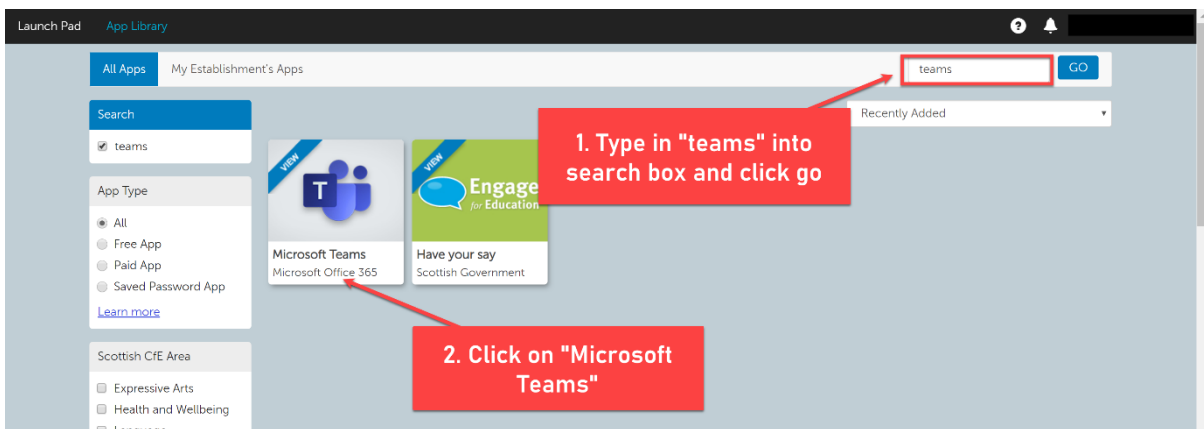 Launch Pad App Library
All Apps My Establishment's Apps
teams GO
Search
Recently Added
teams
1. Type in "teams" into
search box and click go
App Type
All
Free App
Paid App
Saved Password App
Learn more
VIEW
T
Microsoft Teams
Microsoft Office 365
VIEW
Engage
for Education
Have your say
Scottish Government
2. Click on "Microsoft
Teams"
Scottish CfE Area
Expressive Arts
Health and Wellbeing